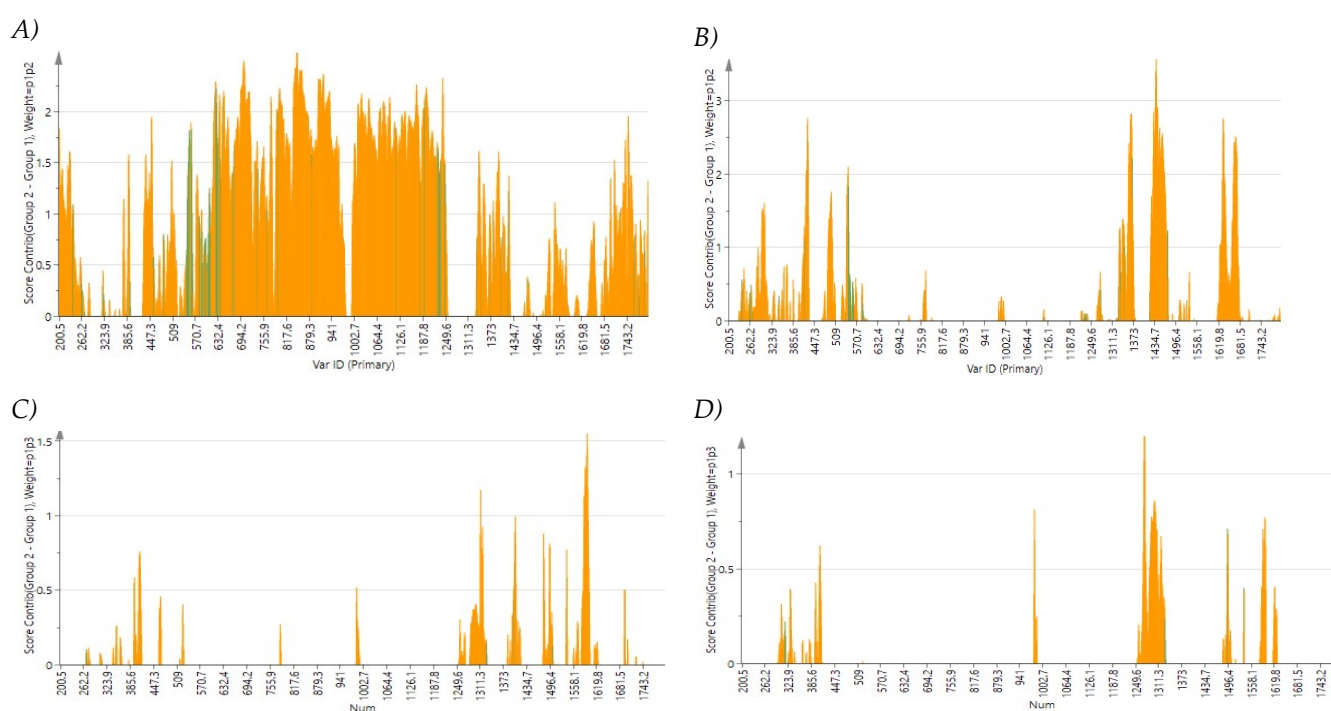 A)
Score Contrib(Group 2 - Group 1), Weight=p1p2
2
1.5
1
0.5
0
200.5 262.2 323.9 385.6 447.3 509 570.7 632.4 694.2 755.9 817.6 879.3 941 1002.7 1064.4 1126.1 1187.8 1249.6 1311.3 1373 1434.7 1496.4 1558.1 1619.8 1681.5 1743.2
Var ID (Primary)
B)
Score Contrib(Group 2 - Group 1), Weight=p1p2
3
2
1
0
200.5 262.2 323.9 385.6 447.3 509 570.7 632.4 694.2 755.9 817.6 879.3 941 1002.7 1064.4 1126.1 1187.8 1249.6 1311.3 1373 1434.7 1496.4 1558.1 1619.8 1681.5 1743.2
Var ID (Primary)
C)
Score Contrib(Group 2 - Group 1), Weight=p1p3
1.5
1
0.5
0
200.5 262.2 323.9 385.6 447.3 509 570.7 632.4 694.2 755.9 817.6 879.3 941 1002.7 1064.4 1126.1 1187.8 1249.6 1311.3 1373 1434.7 1496.4 1558.1 1619.8 1681.5 1743.2
Num
D)
Score Contrib(Group 2 - Group 1), Weight=p1p3
1
0.5
0
200.5 262.2 323.9 385.6 447.3 509 570.7 632.4 694.2 755.9 817.6 879.3 941 1002.7 1064.4 1126.1 1187.8 1249.6 1311.3 1373 1434.7 1496.4 1558.1 1619.8 1681.5 1743.2
Num